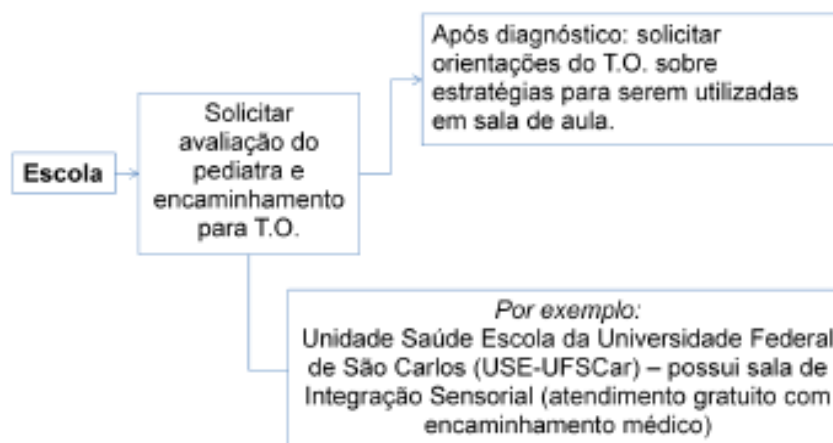 Escola
Solicitar
avaliação do
pediatra e
encaminhamento
para T.O.
Após diagnóstico: solicitar
orientações do T.O. sobre
estratégias para serem utilizadas
em sala de aula.
Por exemplo:
Unidade Saúde Escola da Universidade Federal
de São Carlos (USE-UFSCar) – possui sala de
Integração Sensorial (atendimento gratuito com
encaminhamento médico)